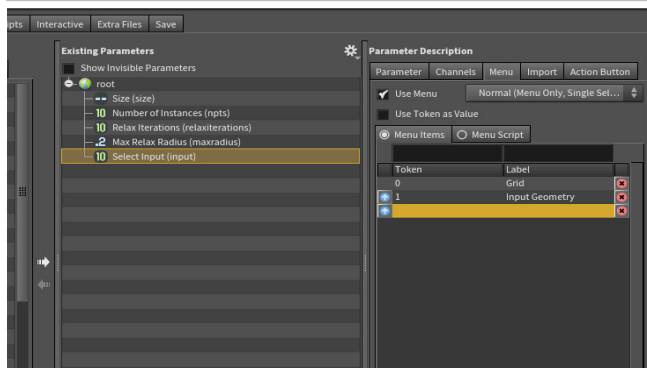 ipts Interactive Extra Files Save
Existing Parameters
Show Invisible Parameters
root
Size (size)
10 Number of Instances (npts)
10 Relax Iterations (relaxiterations)
.2 Max Relax Radius (maxradius)
10 Select Input (input)
Parameter Description
Parameter Channels Menu Import Action Button
Use Menu Normal (Menu Only, Single Sel...
Use Token as Value
Menu Items Menu Script
Token Label
0 Grid
1 Input Geometry